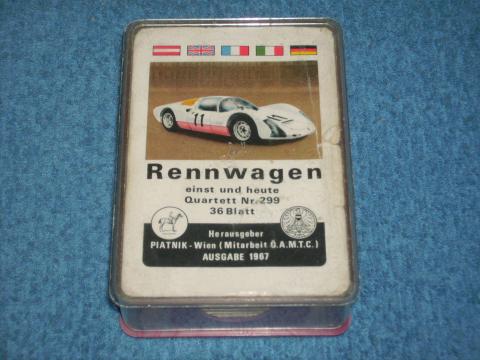 11
Rennwagen
einst und heute
Quartett Nr. 299
36 Blatt
Herausgeber
PIATNIK - Wien (Mitarbeit Ö.A.M.T.C.)
AUSGABE 1967